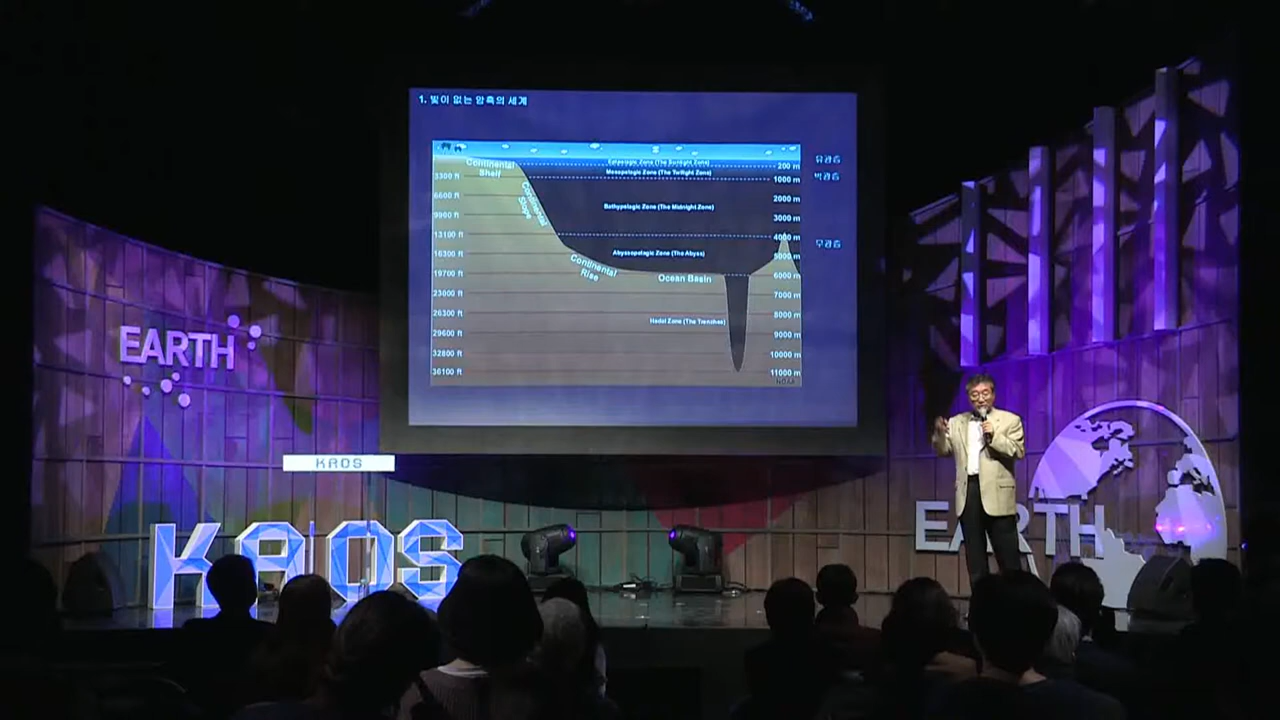 1. 빛이 없는 암흑의 세계
Continental
Shelf
Epipelagic Zone (The Sunlight Zone)
200 m
유광층
3300 ft
Mesopelagic Zone (The Twilight Zone)
1000 m
박광층
6600 ft
Continental
Slope
Bathypelagic Zone (The Midnight Zone)
2000 m
9900 ft
3000 m
13100 ft
4000 m
무광층
16300 ft
Abyssopelagic Zone (The Abyss)
5000 m
Continental
Rise
19700 ft
Ocean Basin
6000 m
23000 ft
7000 m
26300 ft
Hadal Zone (The Trenches)
8000 m
29600 ft
9000 m
32800 ft
10000 m
36100 ft
11000 m
NOAA
EARTH
KAOS
KAOS
EARTH